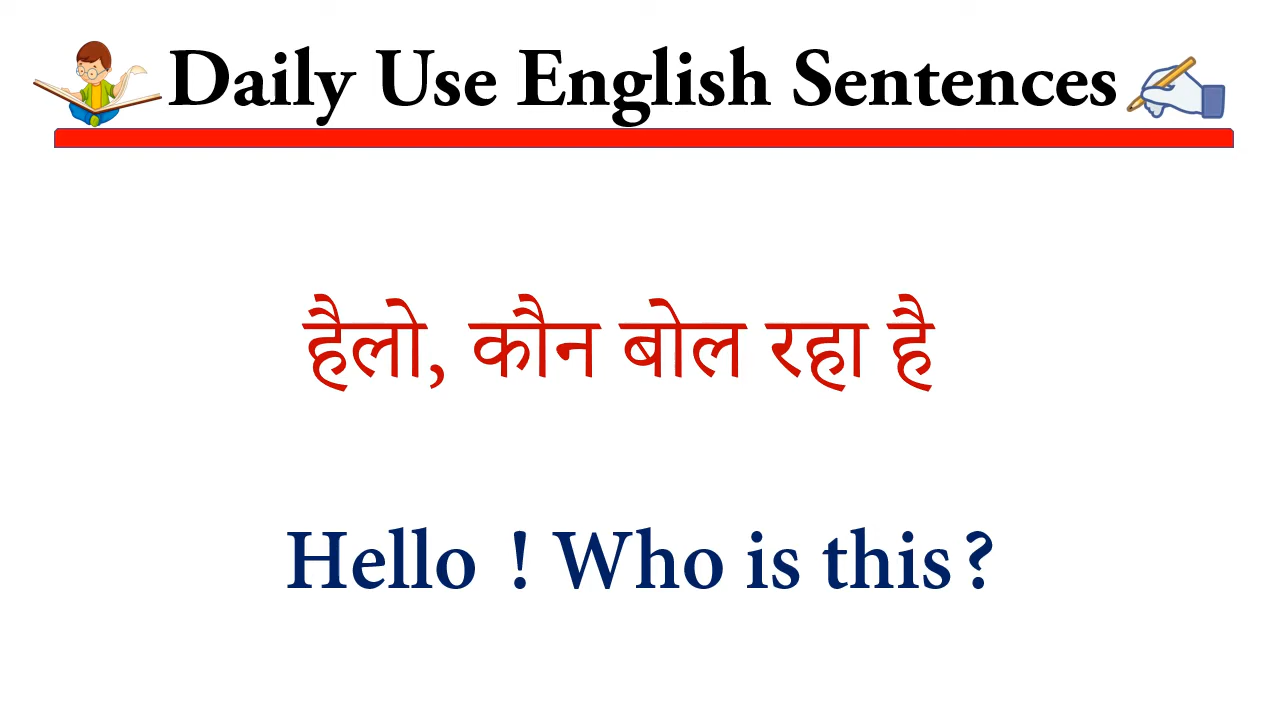 Daily Use English Sentences
हैलो, कौन बोल रहा है
Hello ! Who is this?